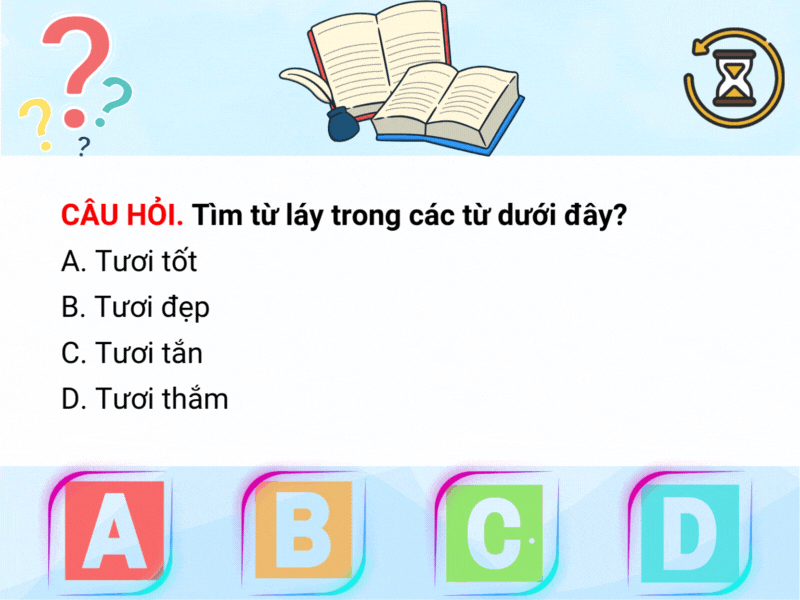 CÂU HỎI. Tìm từ láy trong các từ dưới đây?
A. Tươi tốt
B. Tươi đẹp
C. Tươi tắn
D. Tươi thắm
A B C D